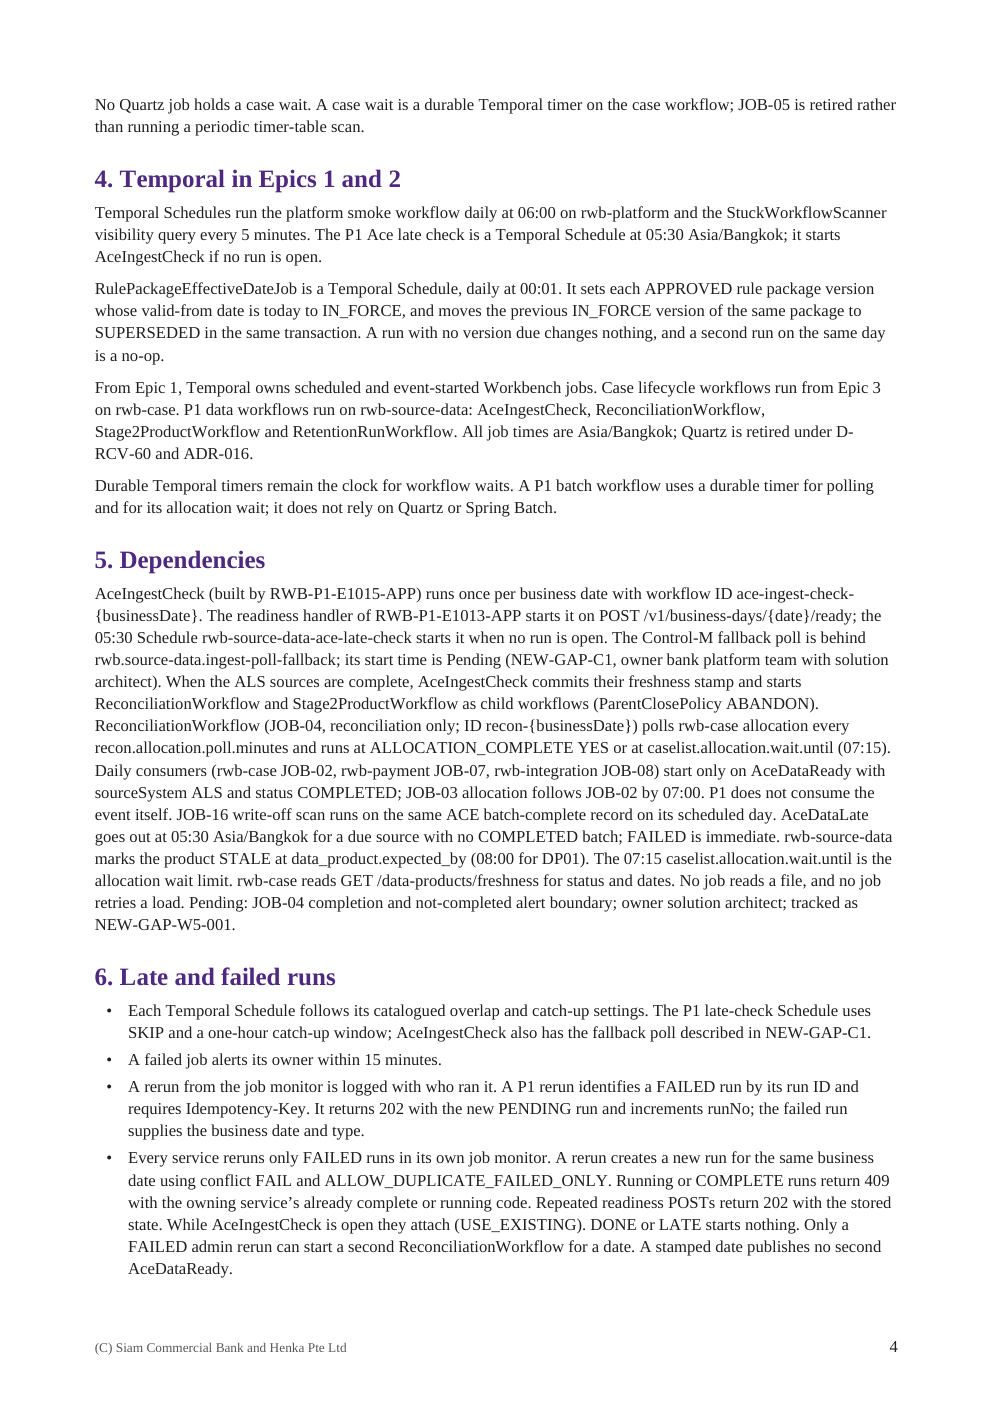 No Quartz job holds a case wait. A case wait is a durable Temporal timer on the case workflow; JOB-05 is retired rather
than running a periodic timer-table scan.
4. Temporal in Epics 1 and 2
Temporal Schedules run the platform smoke workflow daily at 06:00 on rwb-platform and the StuckWorkflowScanner
visibility query every 5 minutes. The P1 Ace late check is a Temporal Schedule at 05:30 Asia/Bangkok; it starts
AceIngestCheck if no run is open.
RulePackageEffectiveDateJob is a Temporal Schedule, daily at 00:01. It sets each APPROVED rule package version
whose valid-from date is today to IN_FORCE, and moves the previous IN_FORCE version of the same package to
SUPERSEDED in the same transaction. A run with no version due changes nothing, and a second run on the same day
is a no-op.
From Epic 1, Temporal owns scheduled and event-started Workbench jobs. Case lifecycle workflows run from Epic 3
on rwb-case. P1 data workflows run on rwb-source-data: AceIngestCheck, ReconciliationWorkflow,
Stage2ProductWorkflow and RetentionRunWorkflow. All job times are Asia/Bangkok; Quartz is retired under D-
RCV-60 and ADR-016.
Durable Temporal timers remain the clock for workflow waits. A P1 batch workflow uses a durable timer for polling
and for its allocation wait; it does not rely on Quartz or Spring Batch.
5. Dependencies
AceIngestCheck (built by RWB-P1-E1015-APP) runs once per business date with workflow ID ace-ingest-check-
{businessDate}. The readiness handler of RWB-P1-E1013-APP starts it on POST /v1/business-days/{date}/ready; the
05:30 Schedule rwb-source-data-ace-late-check starts it when no run is open. The Control-M fallback poll is behind
rwb.source-data.ingest-poll-fallback; its start time is Pending (NEW-GAP-C1, owner bank platform team with solution
architect). When the ALS sources are complete, AceIngestCheck commits their freshness stamp and starts
ReconciliationWorkflow and Stage2ProductWorkflow as child workflows (ParentClosePolicy ABANDON).
ReconciliationWorkflow (JOB-04, reconciliation only; ID recon-{businessDate}) polls rwb-case allocation every
recon.allocation.poll.minutes and runs at ALLOCATION_COMPLETE YES or at caselist.allocation.wait.until (07:15).
Daily consumers (rwb-case JOB-02, rwb-payment JOB-07, rwb-integration JOB-08) start only on AceDataReady with
sourceSystem ALS and status COMPLETED; JOB-03 allocation follows JOB-02 by 07:00. P1 does not consume the
event itself. JOB-16 write-off scan runs on the same ACE batch-complete record on its scheduled day. AceDataLate
goes out at 05:30 Asia/Bangkok for a due source with no COMPLETED batch; FAILED is immediate. rwb-source-data
marks the product STALE at data_product.expected_by (08:00 for DP01). The 07:15 caselist.allocation.wait.until is the
allocation wait limit. rwb-case reads GET /data-products/freshness for status and dates. No job reads a file, and no job
retries a load. Pending: JOB-04 completion and not-completed alert boundary; owner solution architect; tracked as
NEW-GAP-W5-001.
6. Late and failed runs
• Each Temporal Schedule follows its catalogued overlap and catch-up settings. The P1 late-check Schedule uses
SKIP and a one-hour catch-up window; AceIngestCheck also has the fallback poll described in NEW-GAP-C1.
• A failed job alerts its owner within 15 minutes.
• A rerun from the job monitor is logged with who ran it. A P1 rerun identifies a FAILED run by its run ID and
requires Idempotency-Key. It returns 202 with the new PENDING run and increments runNo; the failed run
supplies the business date and type.
• Every service reruns only FAILED runs in its own job monitor. A rerun creates a new run for the same business
date using conflict FAIL and ALLOW_DUPLICATE_FAILED_ONLY. Running or COMPLETE runs return 409
with the owning service’s already complete or running code. Repeated readiness POSTs return 202 with the stored
state. While AceIngestCheck is open they attach (USE_EXISTING). DONE or LATE starts nothing. Only a
FAILED admin rerun can start a second ReconciliationWorkflow for a date. A stamped date publishes no second
AceDataReady.
(C) Siam Commercial Bank and Henka Pte Ltd
4